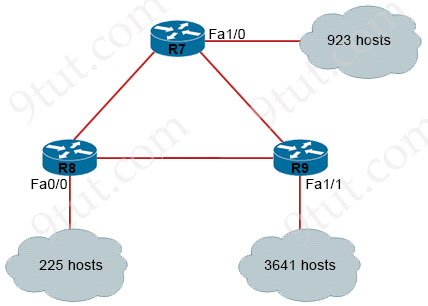 Fa1/0
923 hosts
R7
R8
R9
Fa0/0
Fa1/1
225 hosts
3641 hosts
9tut.com
9tut.com
9tut.com
9tut.com